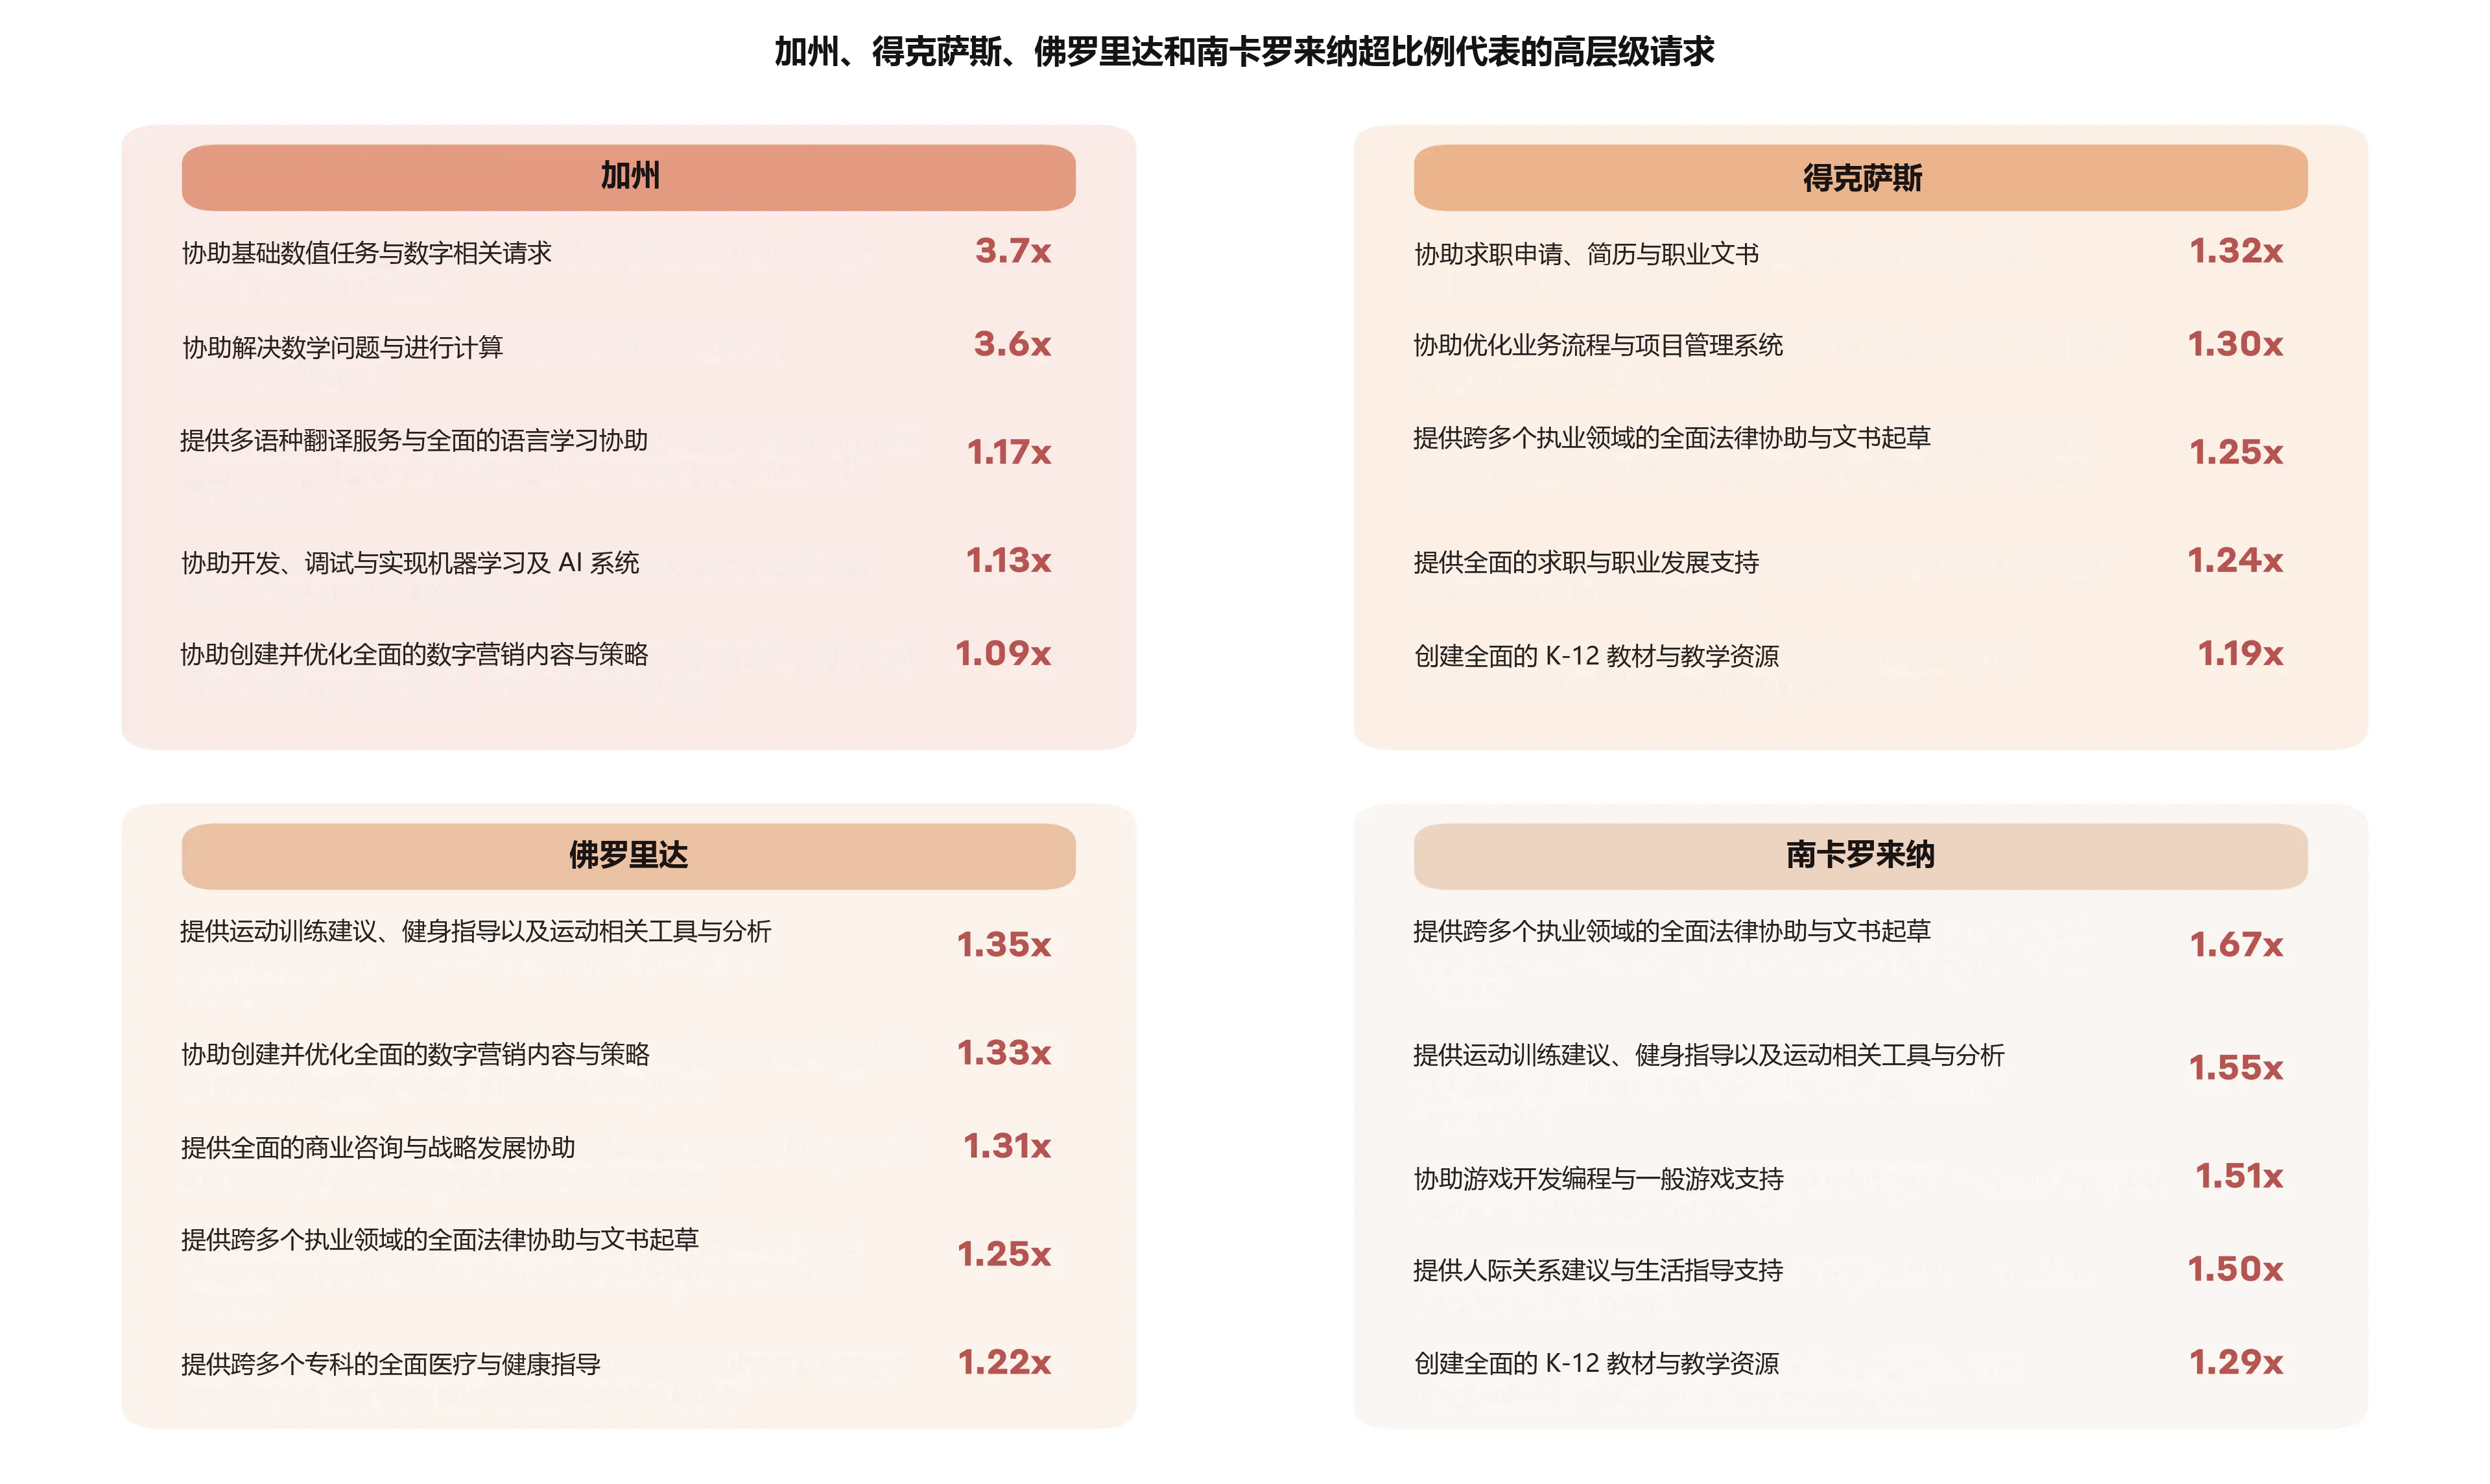 加州、得克萨斯、佛罗里达和南卡罗来纳超比例代表的高层级请求
加州
协助基础数值任务与数字相关请求 3.7x
协助解决数学问题与进行计算 3.6x
提供多语种翻译服务与全面的语言学习协助 1.17x
协助开发、调试与实现机器学习及 AI 系统 1.13x
协助创建并优化全面的数字营销内容与策略 1.09x
得克萨斯
协助求职申请、简历与职业文书 1.32x
协助优化业务流程与项目管理系统 1.30x
提供跨多个执业领域的全面法律协助与文书起草 1.25x
提供全面的求职与职业发展支持 1.24x
创建全面的 K-12 教材与教学资源 1.19x
佛罗里达
提供运动训练建议、健身指导以及运动相关工具与分析 1.35x
协助创建并优化全面的数字营销内容与策略 1.33x
提供全面的商业咨询与战略发展协助 1.31x
提供跨多个执业领域的全面法律协助与文书起草 1.25x
提供跨多个专科的全面医疗与健康指导 1.22x
南卡罗来纳
提供跨多个执业领域的全面法律协助与文书起草 1.67x
提供运动训练建议、健身指导以及运动相关工具与分析 1.55x
协助游戏开发编程与一般游戏支持 1.51x
提供人际关系建议与生活指导支持 1.50x
创建全面的 K-12 教材与教学资源 1.29x